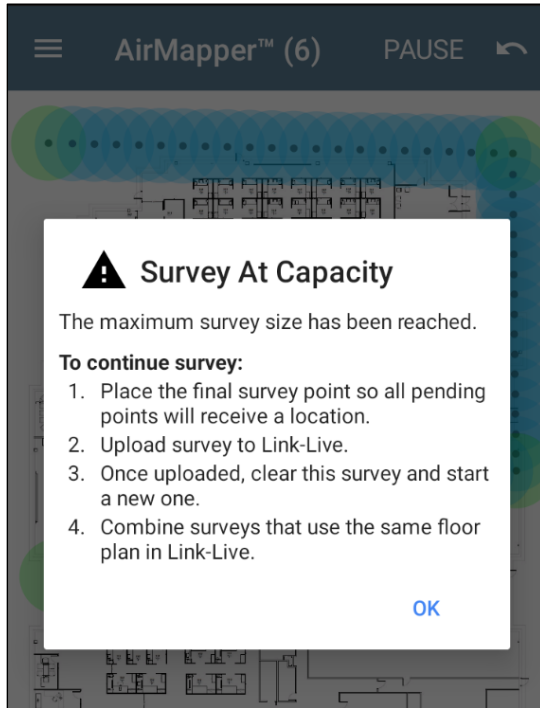 AirMapper™ (6) PAUSE
Survey At Capacity
The maximum survey size has been reached.
To continue survey:
1. Place the final survey point so all pending
points will receive a location.
2. Upload survey to Link-Live.
3. Once uploaded, clear this survey and start
a new one.
4. Combine surveys that use the same floor
plan in Link-Live.
OK